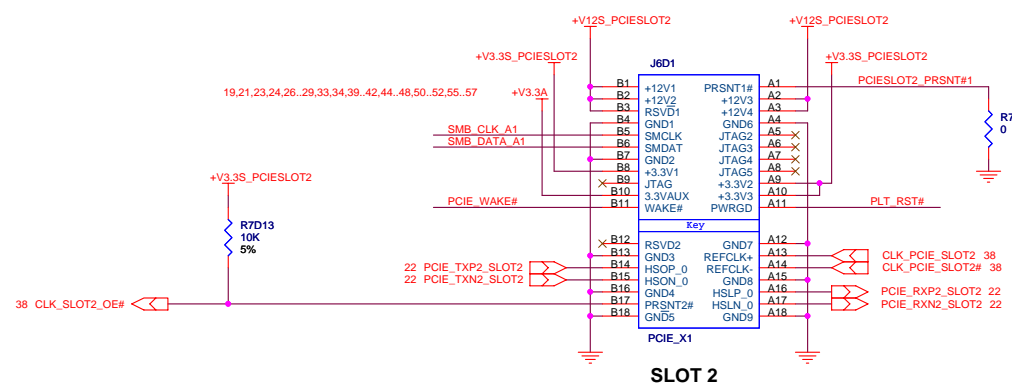 +V12S_PCIESLOT2
+V12S_PCIESLOT2
+V3.3S_PCIESLOT2
+V3.3S_PCIESLOT2
J6D1
19,21,23,24,26..29,33,34,39..42,44..48,50..52,55..57
+V3.3A
PCIESLOT2_PRSNT#1
B1 +12V1 PRSNT1# A1
B2 +12V2 +12V3 A2
B3 RSVD1 +12V4 A3
B4 GND1 GND6 A4
SMB_CLK_A1 B5 SMCLK JTAG2 A5
SMB_DATA_A1 B6 SMDAT JTAG3 A6
B7 GND2 JTAG4 A7
B8 +3.3V1 JTAG5 A8
B9 JTAG +3.3V2 A9
B10 3.3VAUX +3.3V3 A10
PCIE_WAKE# B11 WAKE# PWRGD A11 PLT_RST#
R7
0
Key
+V3.3S_PCIESLOT2
R7D13
10K
5%
B12 RSVD2 GND7 A12
B13 GND3 REFCLK+ A13 CLK_PCIE_SLOT2 38
22 PCIE_TXP2_SLOT2 B14 HSOP_0 REFCLK- A14 CLK_PCIE_SLOT2# 38
22 PCIE_TXN2_SLOT2 B15 HSON_0 GND8 A15
B16 GND4 HSLP_0 A16 PCIE_RXP2_SLOT2 22
38 CLK_SLOT2_OE# B17 PRSNT2# HSLN_0 A17 PCIE_RXN2_SLOT2 22
B18 GND5 GND9 A18
PCIE_X1
SLOT 2